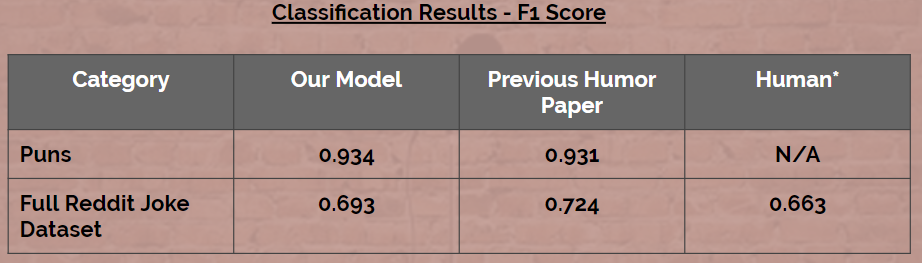 Classification Results - F1 Score
Category Our Model Previous Humor Paper Human*
Puns 0.934 0.931 N/A
Full Reddit Joke Dataset 0.693 0.724 0.663